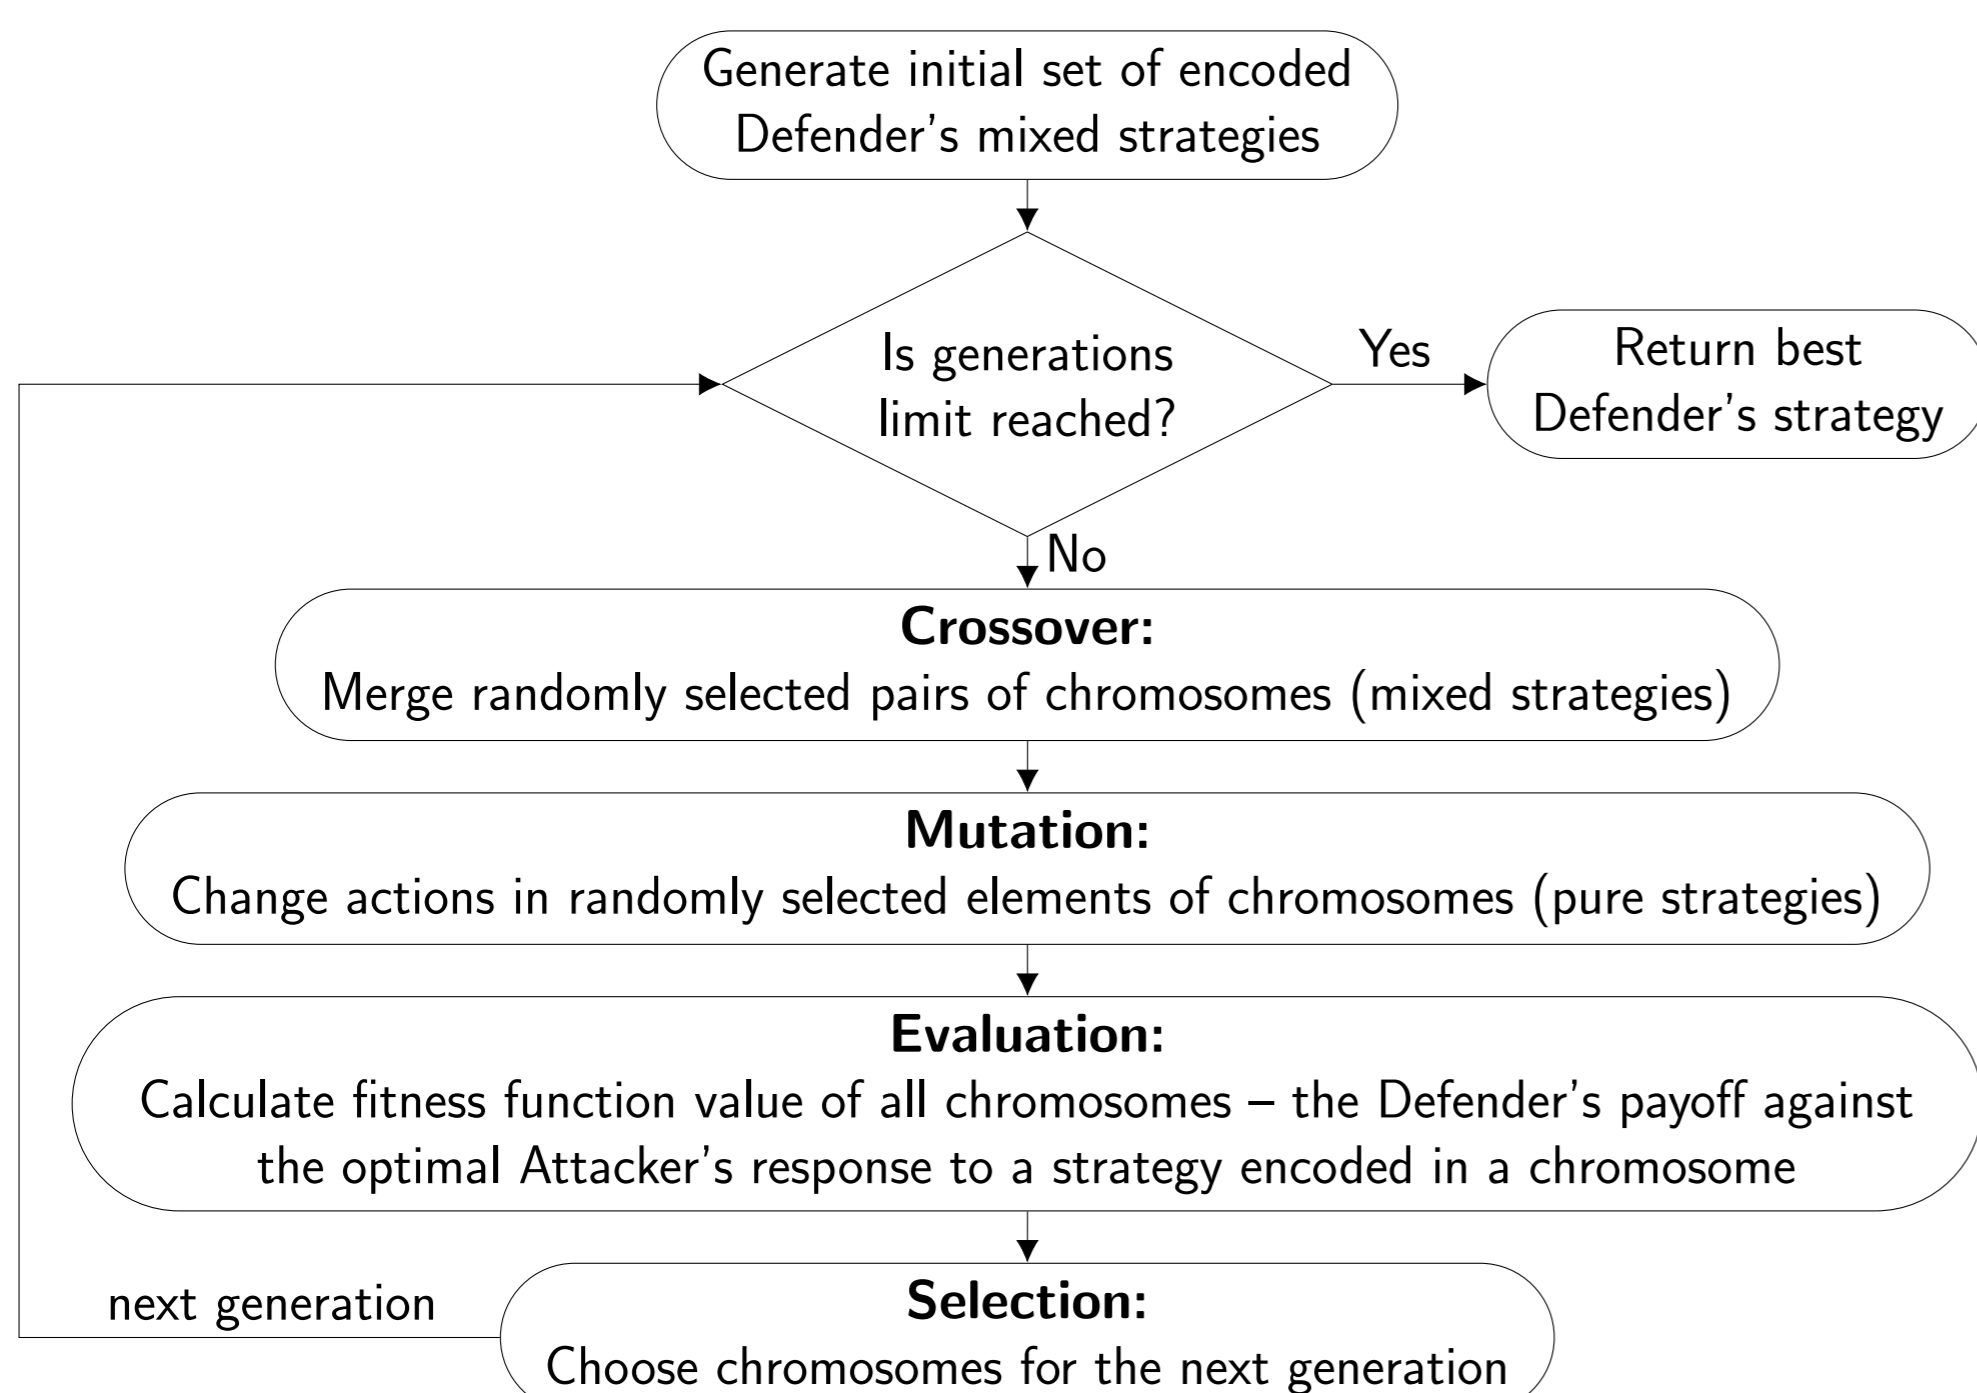 Generate initial set of encoded
Defender's mixed strategies
Is generations
limit reached?
Yes
Return best
Defender's strategy
No
Crossover:
Merge randomly selected pairs of chromosomes (mixed strategies)
Mutation:
Change actions in randomly selected elements of chromosomes (pure strategies)
Evaluation:
Calculate fitness function value of all chromosomes – the Defender's payoff against
the optimal Attacker's response to a strategy encoded in a chromosome
next generation
Selection:
Choose chromosomes for the next generation